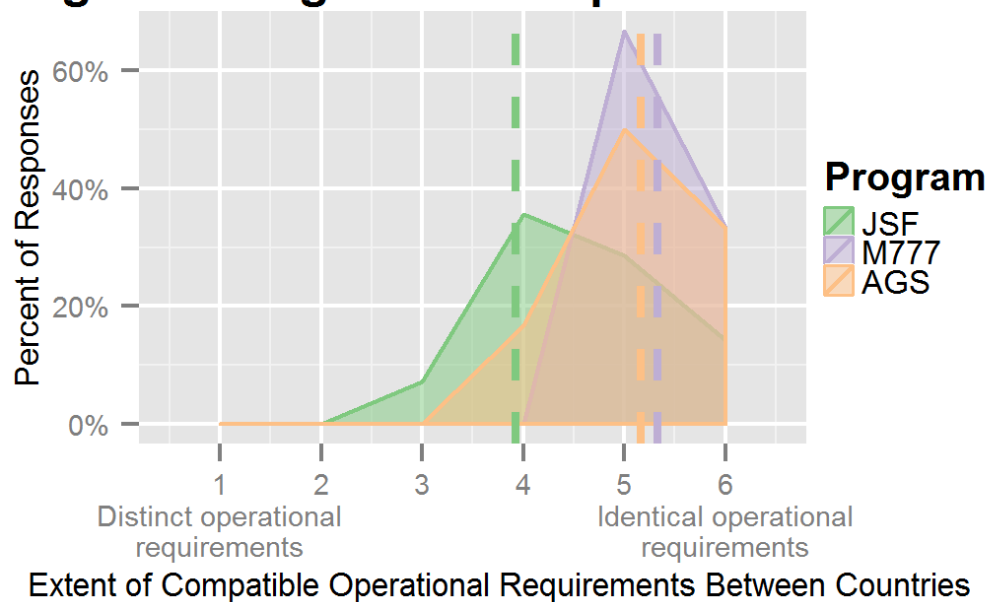 60%
40%
20%
0%
Percent of Responses
1 2 3 4 5 6
Distinct operational requirements
Identical operational requirements
Extent of Compatible Operational Requirements Between Countries
Program
JSF
M777
AGS